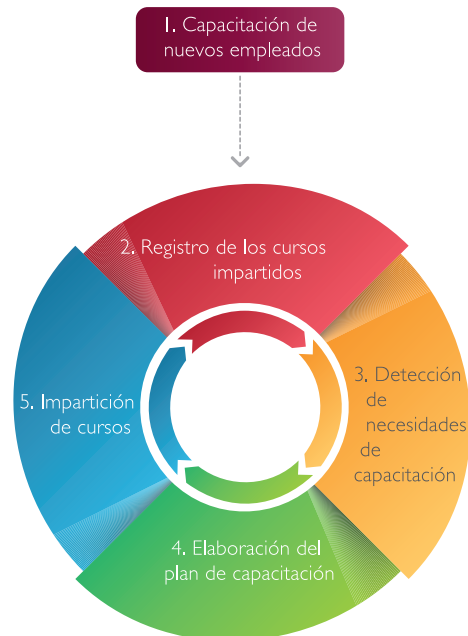 1. Capacitación de
nuevos empleados
2. Registro de los cursos
impartidos
3. Detección
de
necesidades
de
capacitación
4. Elaboración del
plan de capacitación
5. Impartición
de cursos